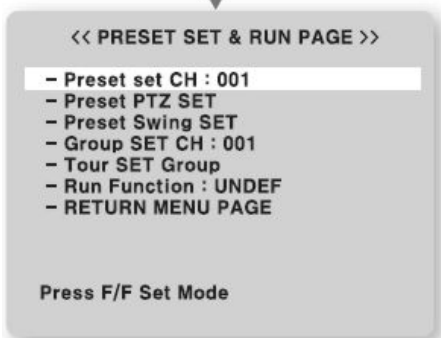 << PRESET SET & RUN PAGE >>
- Preset set CH : 001
- Preset PTZ SET
- Preset Swing SET
- Group SET CH : 001
- Tour SET Group
- Run Function : UNDEF
- RETURN MENU PAGE
Press F/F Set Mode